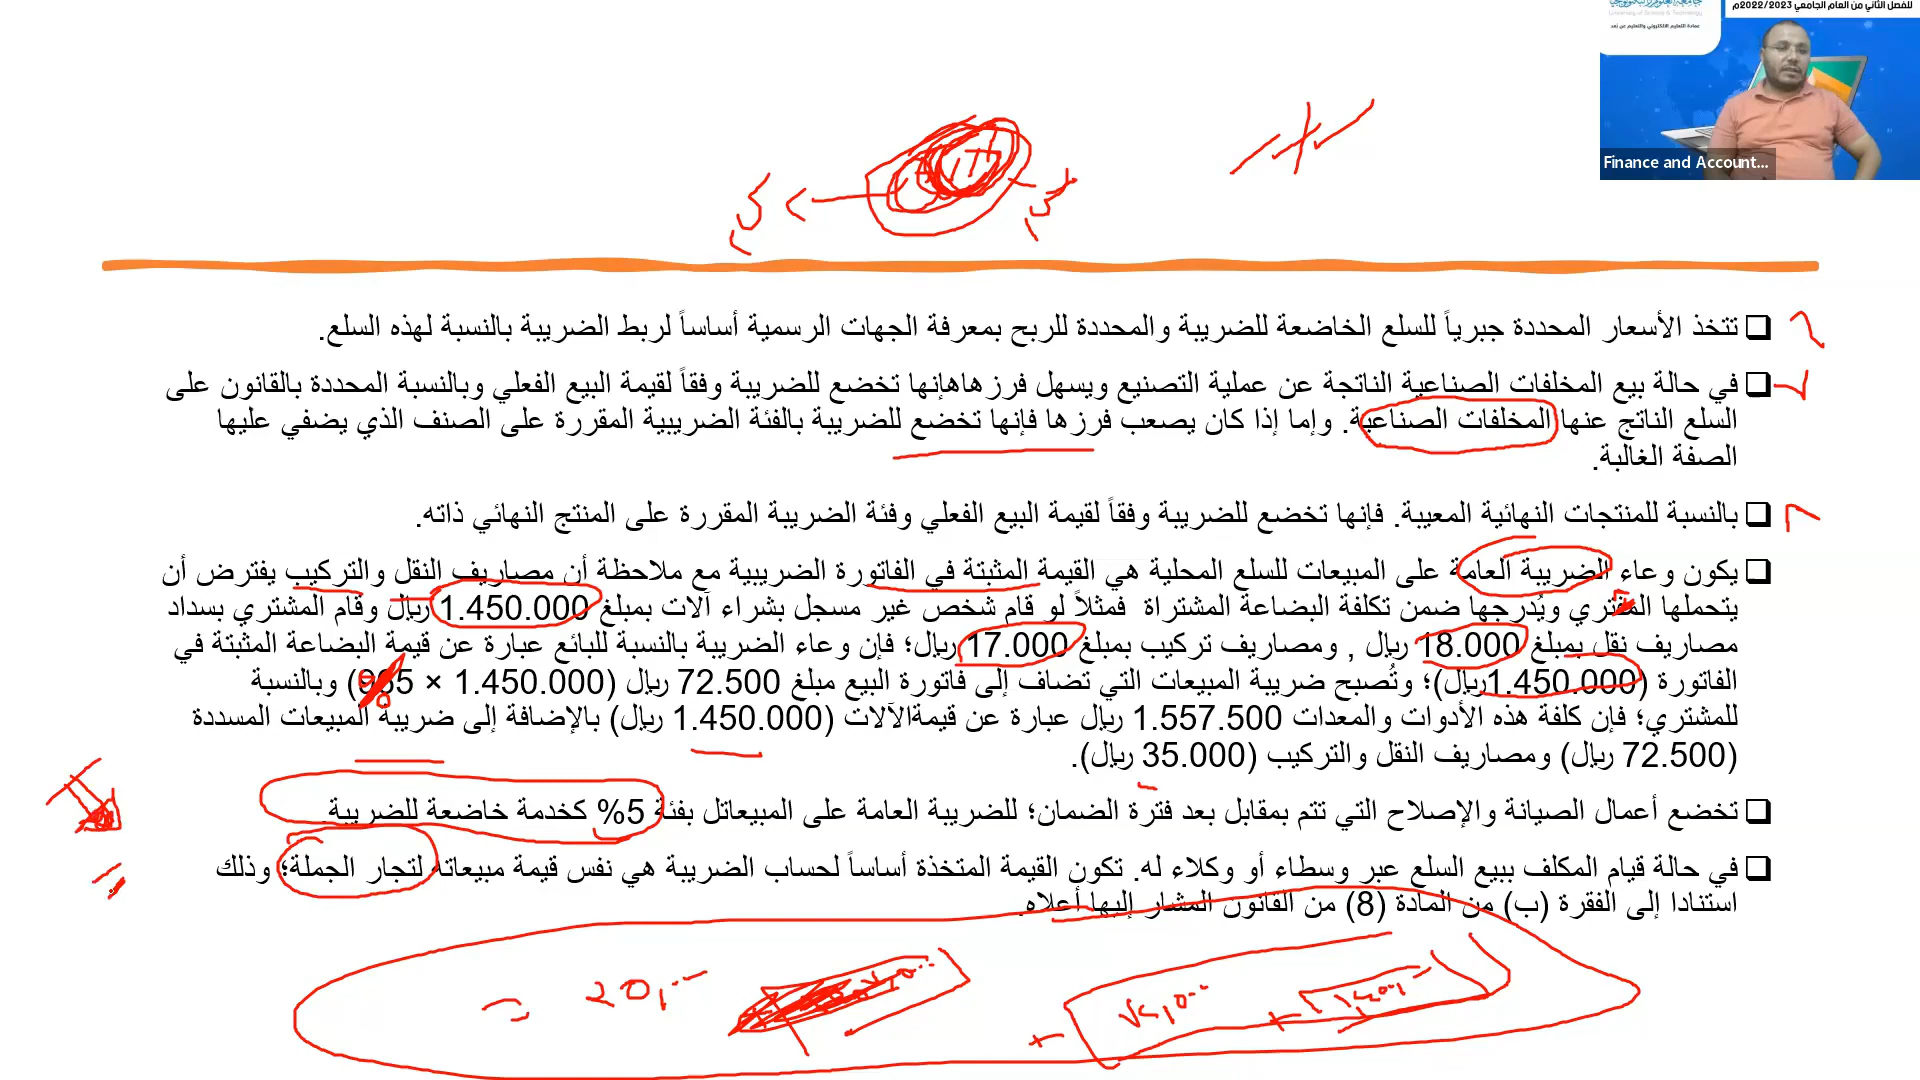 للفصل الثاني من العام الجامعي 2022/2023م
University of Science & Technology
عمادة التعليم الالكتروني والتعليم عن بعد
Finance and Account...
تتخذ الأسعار المحددة جبرياً للسلع الخاضعة للضريبة والمحددة للربح بمعرفة الجهات الرسمية أساساً لربط الضريبة بالنسبة لهذه السلع.
في حالة بيع المخلفات الصناعية الناتجة عن عملية التصنيع ويسهل فرزهاهإنها تخضع للضريبة وفقاً لقيمة البيع الفعلي وبالنسبة المحددة بالقانون على
السلع الناتج عنها المخلفات الصناعية. وإما إذا كان يصعب فرزها فإنها تخضع للضريبة بالفئة الضريبية المقررة على الصنف الذي يضفي عليها
الصفة الغالبة.
بالنسبة للمنتجات النهائية المعيبة. فإنها تخضع للضريبة وفقاً لقيمة البيع الفعلي وفئة الضريبة المقررة على المنتج النهائي ذاته.
يكون وعاء الضريبة العامة على المبيعات للسلع المحلية هي القيمة المثبتة في الفاتورة الضريبية مع ملاحظة أن مصاريف النقل والتركيب يفترض أن
يتحملها المشتري ويُدرجها ضمن تكلفة البضاعة المشتراة فمثلاً لو قام شخص غير مسجل بشراء آلات بمبلغ 1.450.000 ريال وقام المشتري بسداد
مصاريف نقل بمبلغ 18.000 ريال , ومصاريف تركيب بمبلغ 17.000 ريال؛ فإن وعاء الضريبة بالنسبة للبائع عبارة عن قيمة البضاعة المثبتة في
الفاتورة (1.450.000ريال)؛ وتُصبح ضريبة المبيعات التي تضاف إلى فاتورة البيع مبلغ 72.500 ريال (1.450.000 × 5) وبالنسبة
للمشتري؛ فإن كلفة هذه الأدوات والمعدات 1.557.500 ريال عبارة عن قيمةالآلات (1.450.000 ريال) بالإضافة إلى ضريبة المبيعات المسددة
(72.500 ريال) ومصاريف النقل والتركيب (35.000 ريال).
تخضع أعمال الصيانة والإصلاح التي تتم بمقابل بعد فترة الضمان؛ للضريبة العامة على المبيعاتل بفئة 5% كخدمة خاضعة للضريبة
في حالة قيام المكلف ببيع السلع عبر وسطاء أو وكلاء له. تكون القيمة المتخذة أساساً لحساب الضريبة هي نفس قيمة مبيعاته لتجار الجملة؛ وذلك
استنادا إلى الفقرة (ب) من المادة (8) من القانون المشار إليها أعلاه.